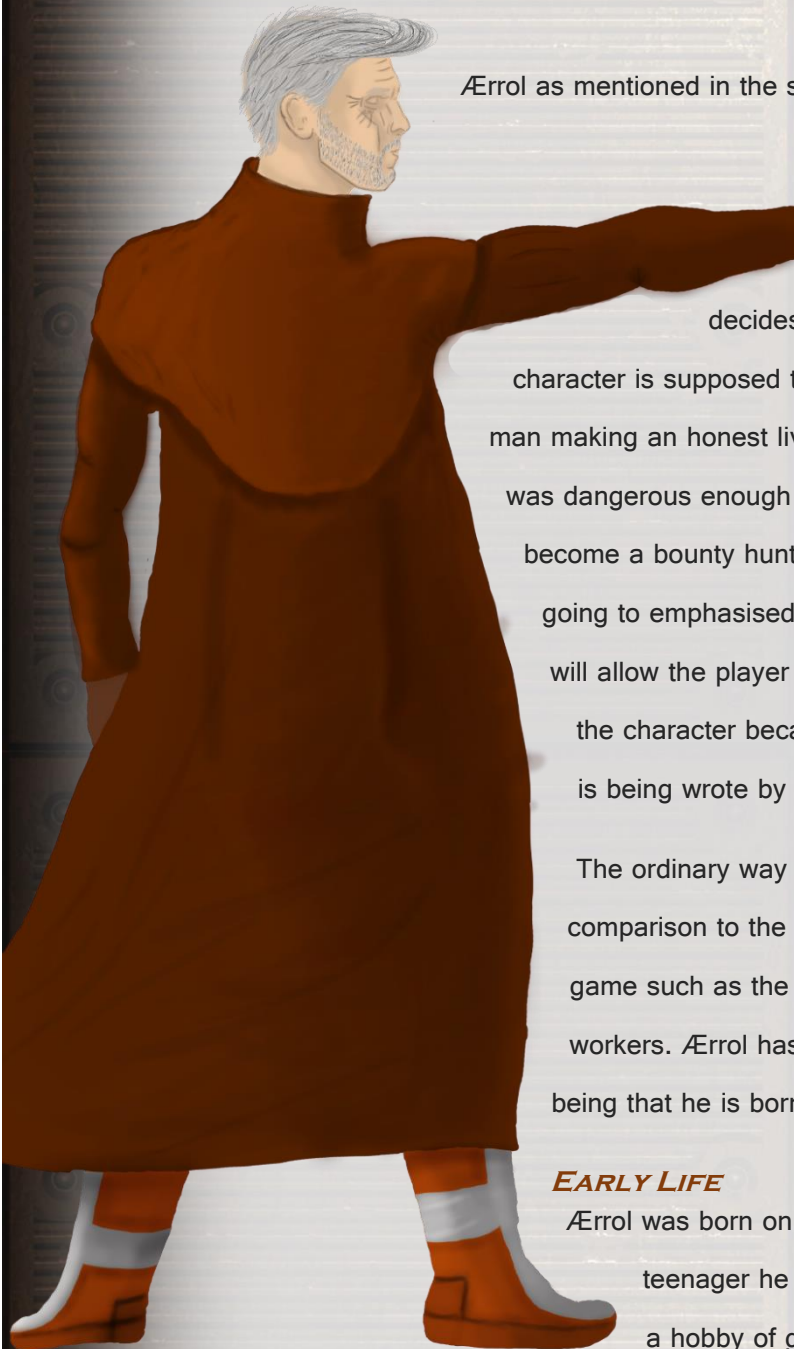 Ærrol as mentioned in the s
decides
character is supposed t
man making an honest liv
was dangerous enough
become a bounty hunt
going to emphasised
will allow the player
the character beca
is being wrote by
The ordinary way
comparison to the
game such as the
workers. Ærrol has
being that he is born
EARLY LIFE
Ærrol was born on
teenager he
a hobby of g